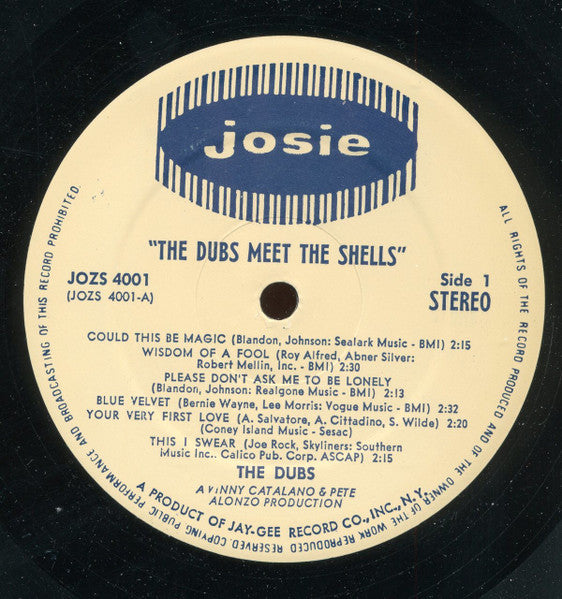 josie
"THE DUBS MEET THE SHELLS"
JOZS 4001
(JOZS 4001-A)
Side 1
STEREO
COULD THIS BE MAGIC (Blandon, Johnson: Sealark Music - BMI) 2:15
WISDOM OF A FOOL (Roy Alfred, Abner Silver:
Robert Mellin, Inc. - BMI) 2:30
PLEASE DON'T ASK ME TO BE LONELY
(Blandon, Johnson: Realgone Music - BMI) 2:13
BLUE VELVET (Bernie Wayne, Lee Morris: Vogue Music - BMI) 2:32
YOUR VERY FIRST LOVE (A. Salvatore, A. Cittadino, S. Wilde) 2:20
(Coney Island Music - Sesac)
THIS I SWEAR (Joe Rock, Skyliners: Southern
Music Inc.. Calico Pub. Corp. ASCAP) 2:15
THE DUBS
A VINNY CATALANO & PETE
ALONZO PRODUCTION
A PRODUCT OF JAY-GEE RECORD CO., INC., N.Y.
ALL RIGHTS OF THE RECORD PRODUCED AND OF THE OWNER OF THE WORK REPRODUCED RESERVED. COPYING PUBLIC PERFORMANCE AND BROADCASTING OF THIS RECORD PROHIBITED.